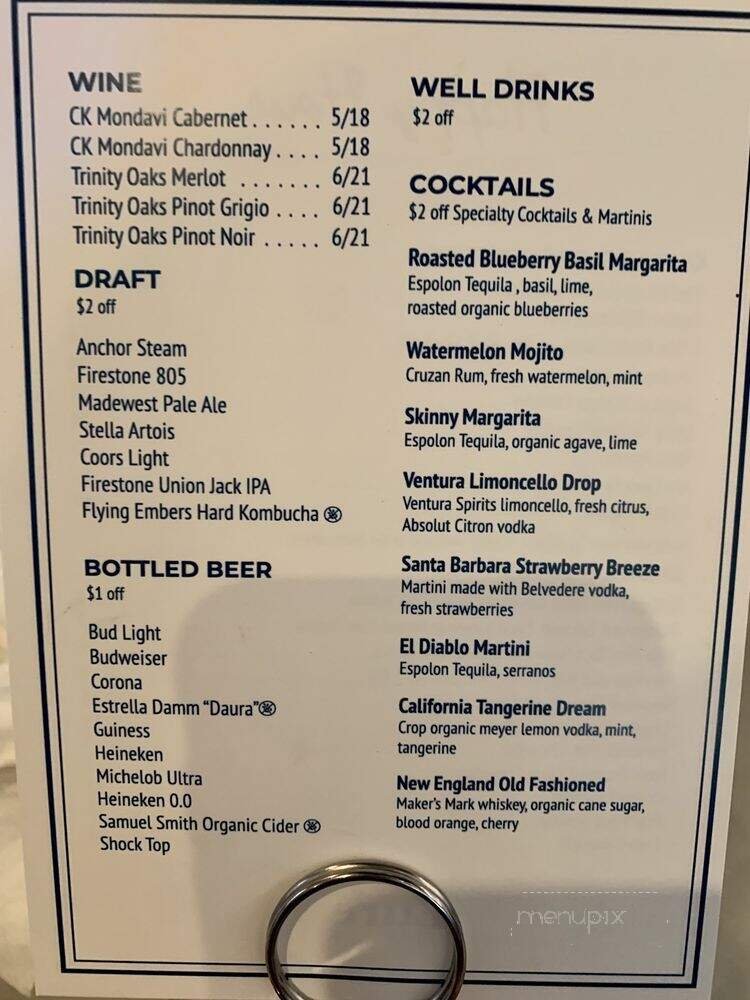 WINE
CK Mondavi Cabernet . . . . . . 5/18
CK Mondavi Chardonnay . . . . 5/18
Trinity Oaks Merlot . . . . . . . 6/21
Trinity Oaks Pinot Grigio . . . . 6/21
Trinity Oaks Pinot Noir . . . . . 6/21
DRAFT
$2 off
Anchor Steam
Firestone 805
Madewest Pale Ale
Stella Artois
Coors Light
Firestone Union Jack IPA
Flying Embers Hard Kombucha
BOTTLED BEER
$1 off
Bud Light
Budweiser
Corona
Estrella Damm "Daura"
Guiness
Heineken
Michelob Ultra
Heineken 0.0
Samuel Smith Organic Cider
Shock Top
WELL DRINKS
$2 off
COCKTAILS
$2 off Specialty Cocktails & Martinis
Roasted Blueberry Basil Margarita
Espolon Tequila , basil, lime,
roasted organic blueberries
Watermelon Mojito
Cruzan Rum, fresh watermelon, mint
Skinny Margarita
Espolon Tequila, organic agave, lime
Ventura Limoncello Drop
Ventura Spirits limoncello, fresh citrus,
Absolut Citron vodka
Santa Barbara Strawberry Breeze
Martini made with Belvedere vodka,
fresh strawberries
El Diablo Martini
Espolon Tequila, serranos
California Tangerine Dream
Crop organic meyer lemon vodka, mint,
tangerine
New England Old Fashioned
Maker's Mark whiskey, organic cane sugar,
blood orange, cherry
menupix